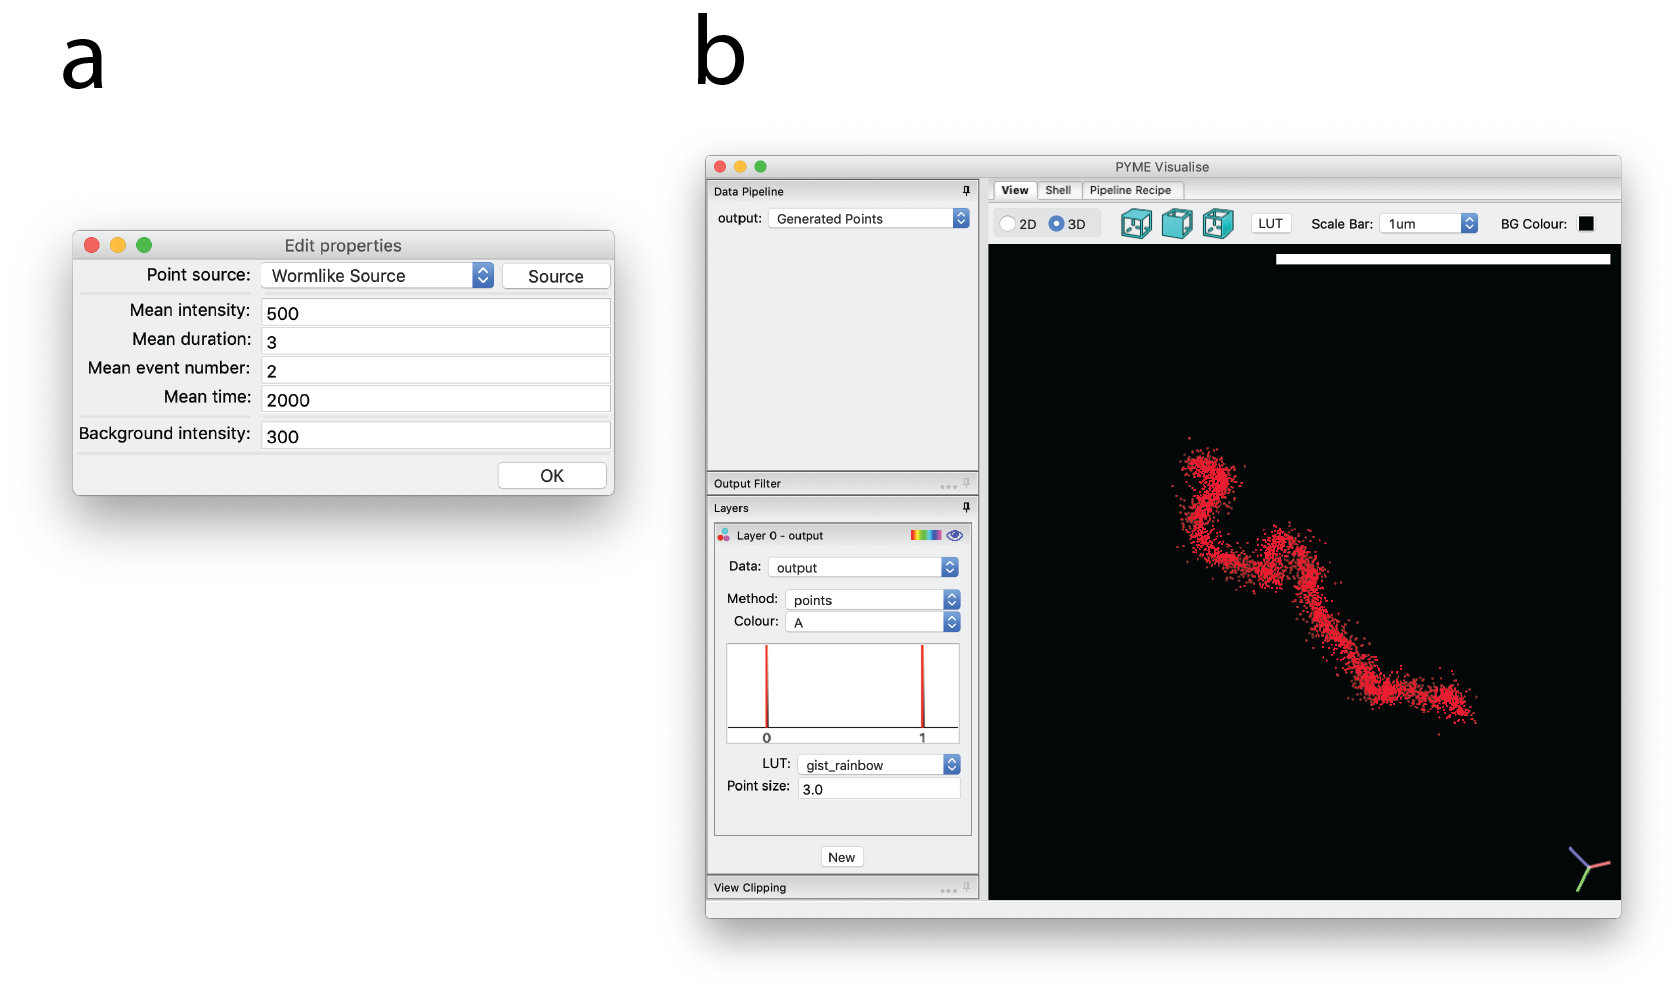 a
b
Edit properties
Point source: Wormlike Source Source
Mean intensity: 500
Mean duration: 3
Mean event number: 2
Mean time: 2000
Background intensity: 300
OK
PYME Visualise
Data Pipeline
output: Generated Points
Output Filter
Layers
Layer 0 - output
Data: output
Method: points
Colour: A
0 1
LUT: gist_rainbow
Point size: 3.0
New
View Clipping
View Shell Pipeline Recipe
2D 3D LUT Scale Bar: 1um BG Colour: